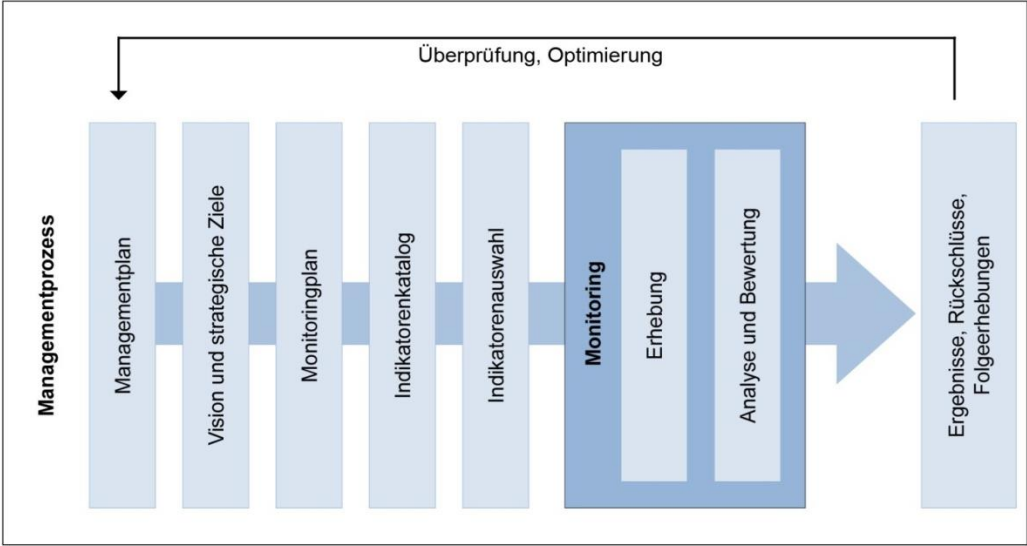 Überprüfung, Optimierung
Managementprozess
Managementplan
Vision und strategische Ziele
Monitoringplan
Indikatorenkatalog
Indikatorenauswahl
Monitoring
Erhebung
Analyse und Bewertung
Ergebnisse, Rückschlüsse,
Folgeerhebungen